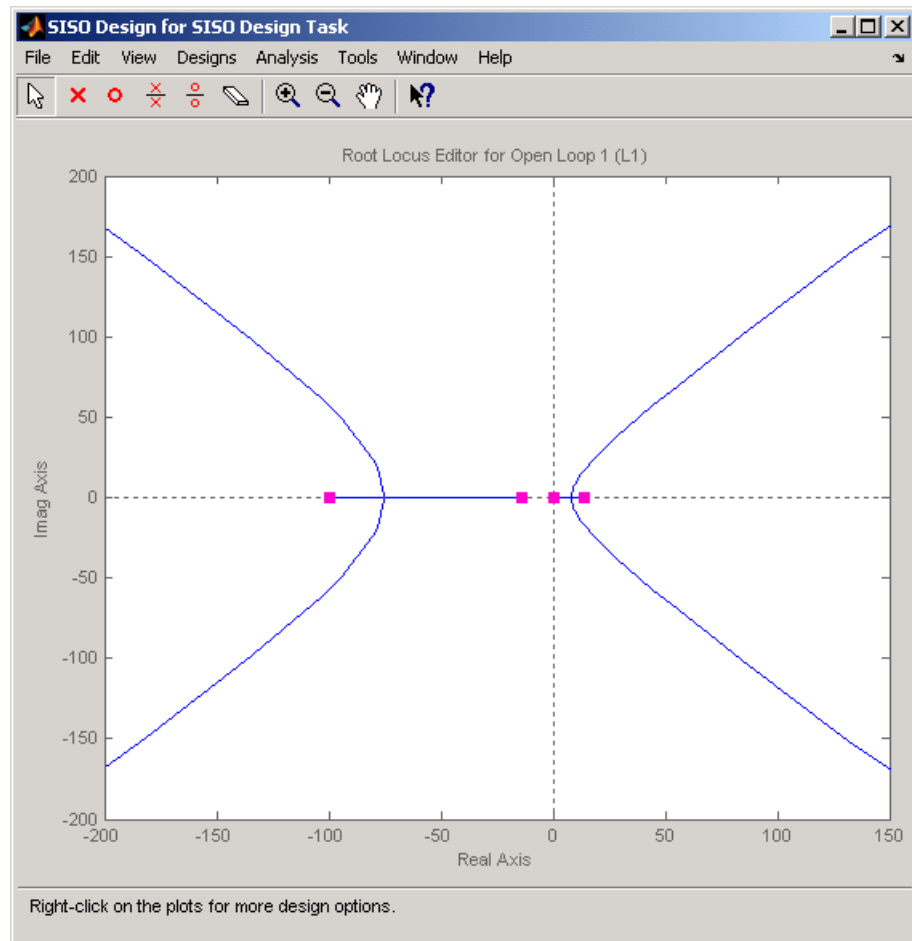 SISO Design for SISO Design Task
File Edit View Designs Analysis Tools Window Help
Root Locus Editor for Open Loop 1 (L1)
200
150
100
50
0
-50
-100
-150
-200
Imag Axis
-200 -150 -100 -50 0 50 100 150
Real Axis
Right-click on the plots for more design options.